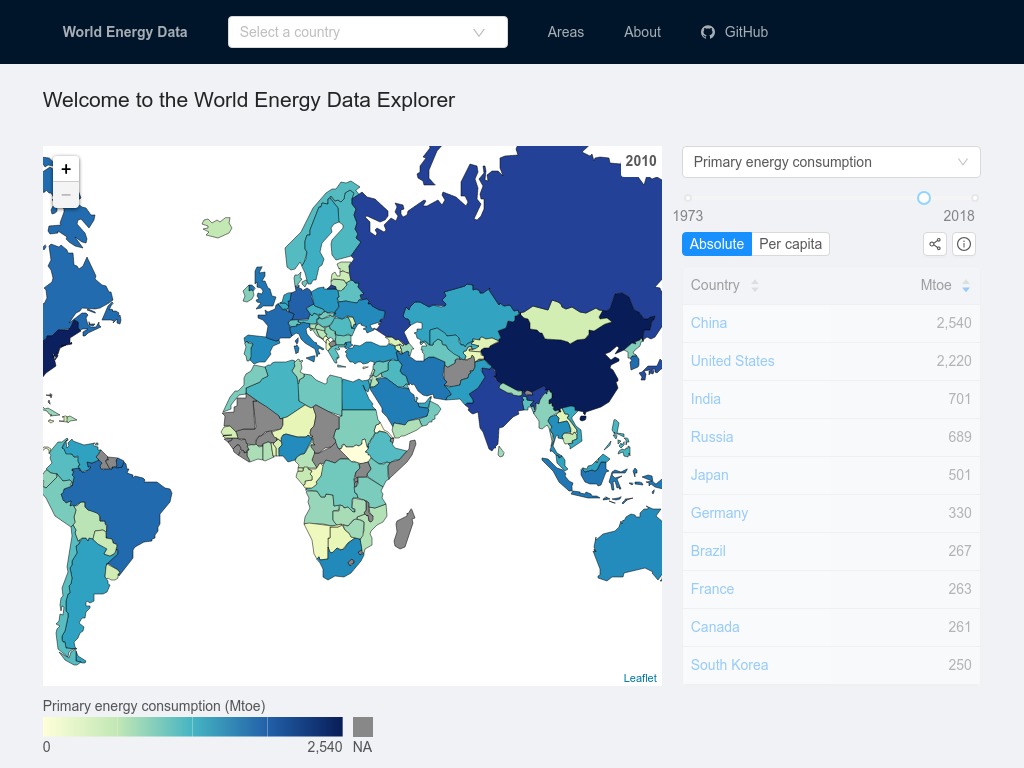 World Energy Data
Select a country
Areas
About
GitHub
Welcome to the World Energy Data Explorer
+
−
2010
Leaflet
Primary energy consumption (Mtoe)
0
2,540
NA
Primary energy consumption
1973
2018
Absolute
Per capita
Country Mtoe
China 2,540
United States 2,220
India 701
Russia 689
Japan 501
Germany 330
Brazil 267
France 263
Canada 261
South Korea 250